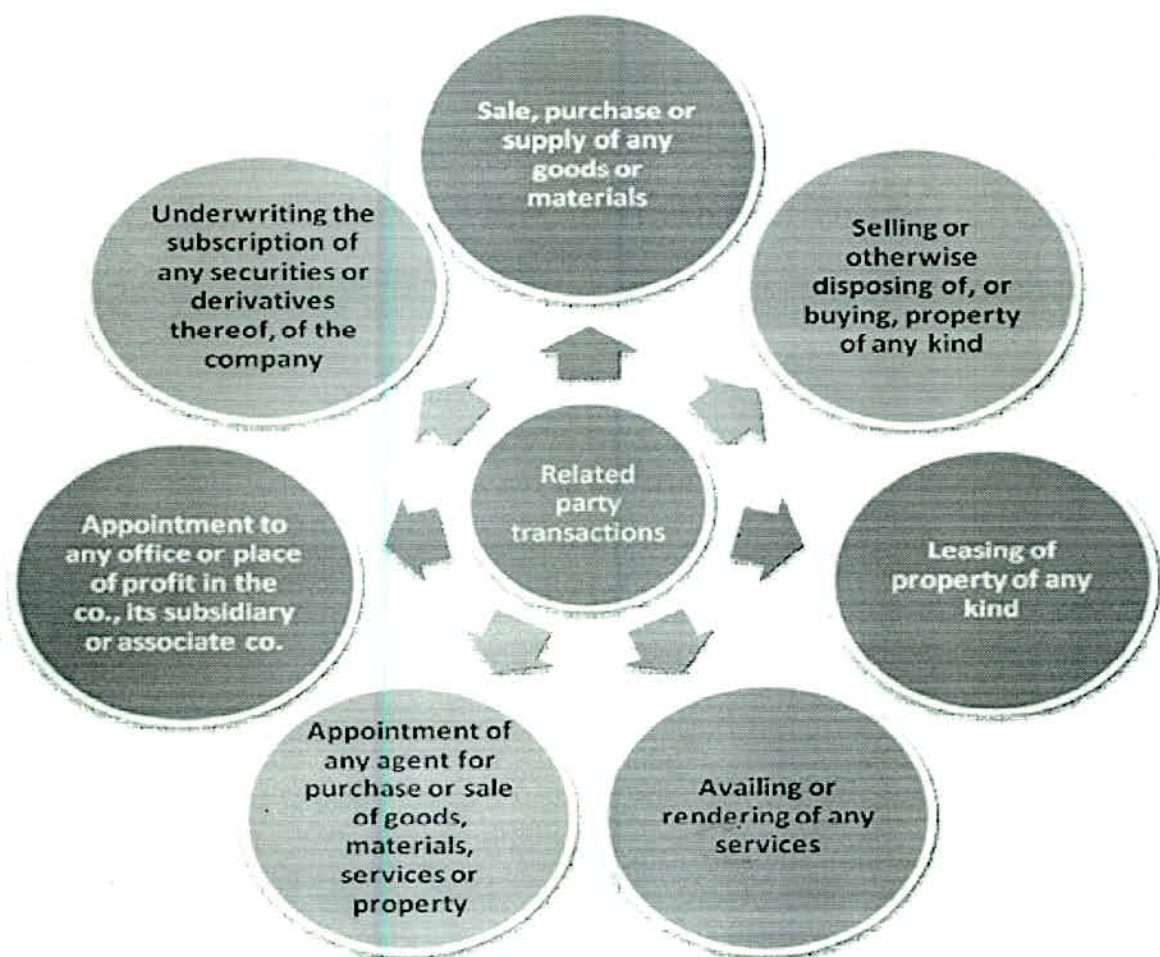 Sale, purchase or
supply of any
goods or
materials
Selling or
otherwise
disposing of, or
buying, property
of any kind
Leasing of
property of any
kind
Availing or
rendering of any
services
Appointment of
any agent for
purchase or sale
of goods,
materials,
services or
property
Appointment to
any office or place
of profit in the
co., its subsidiary
or associate co.
Underwriting the
subscription of
any securities or
derivatives
thereof, of the
company
Related
party
transactions